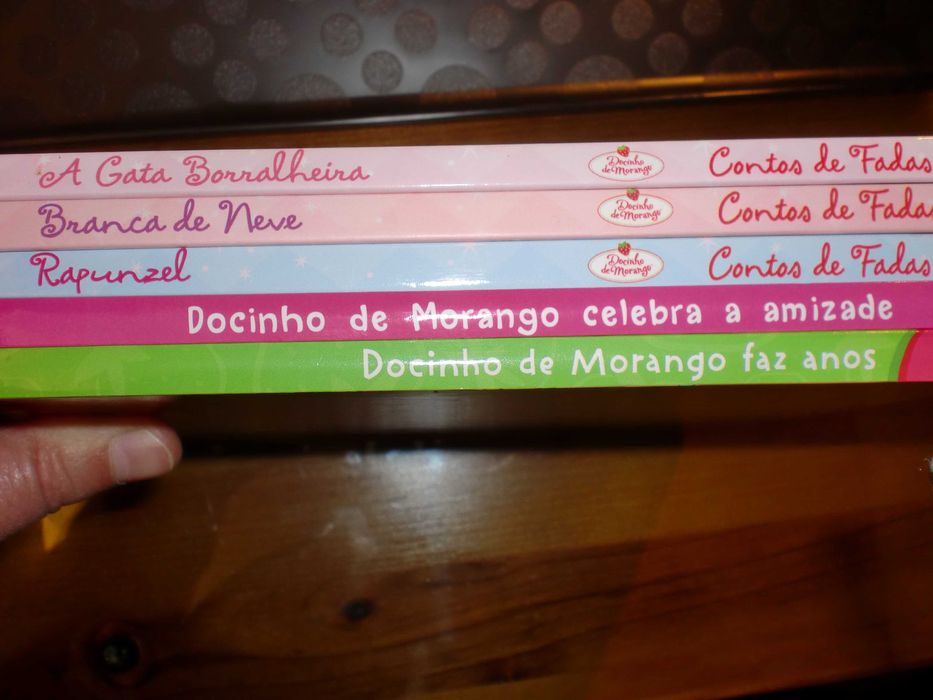 A Gata Borralheira Docinho de Morango Contos de Fadas
Branca de Neve Docinho de Morango Contos de Fada
Rapunzel Docinho de Morango Contos de Fadas
Docinho de Morango celebra a amizade
Docinho de Morango faz anos